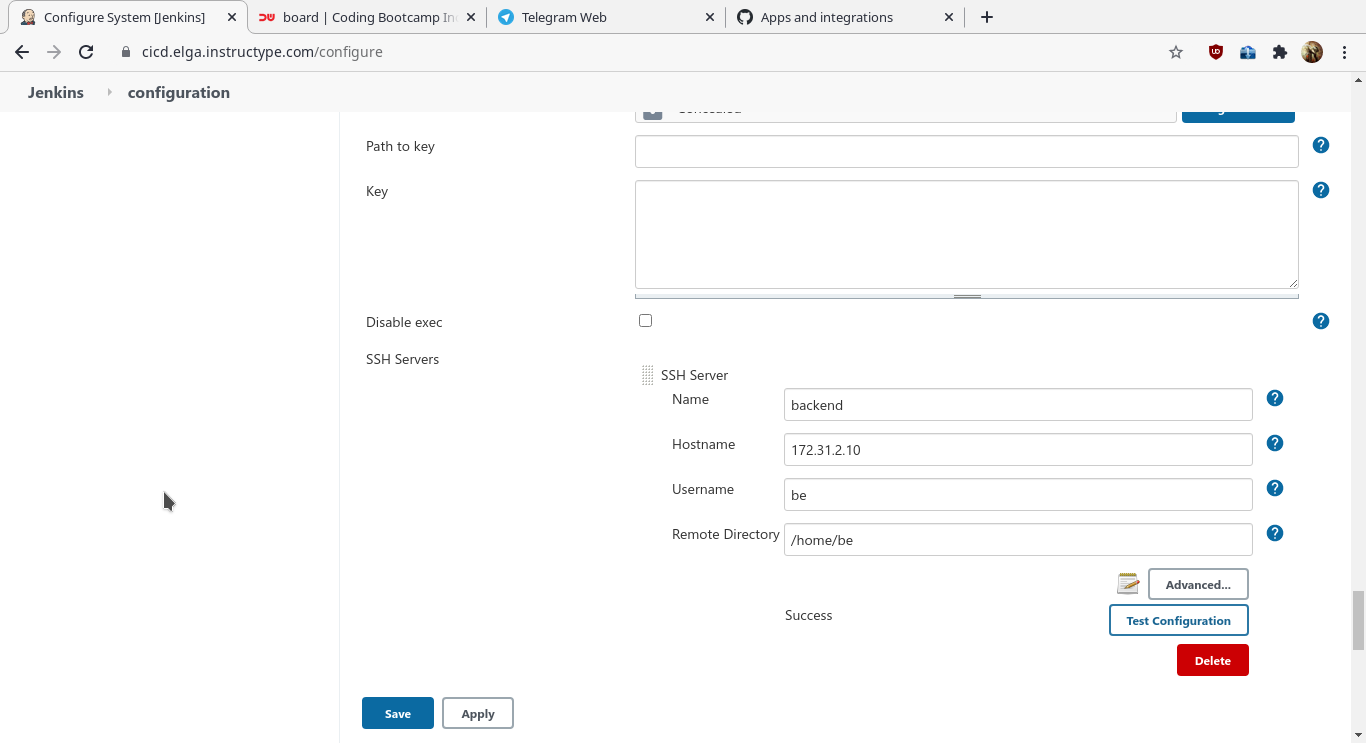 Configure System [Jenkins]
board | Coding Bootcamp In
Telegram Web
Apps and integrations
cicd.elga.instructype.com/configure
Jenkins
configuration
Path to key
Key
Disable exec
SSH Servers
SSH Server
Name
backend
Hostname
172.31.2.10
Username
be
Remote Directory
/home/be
Advanced...
Success
Test Configuration
Delete
Save
Apply